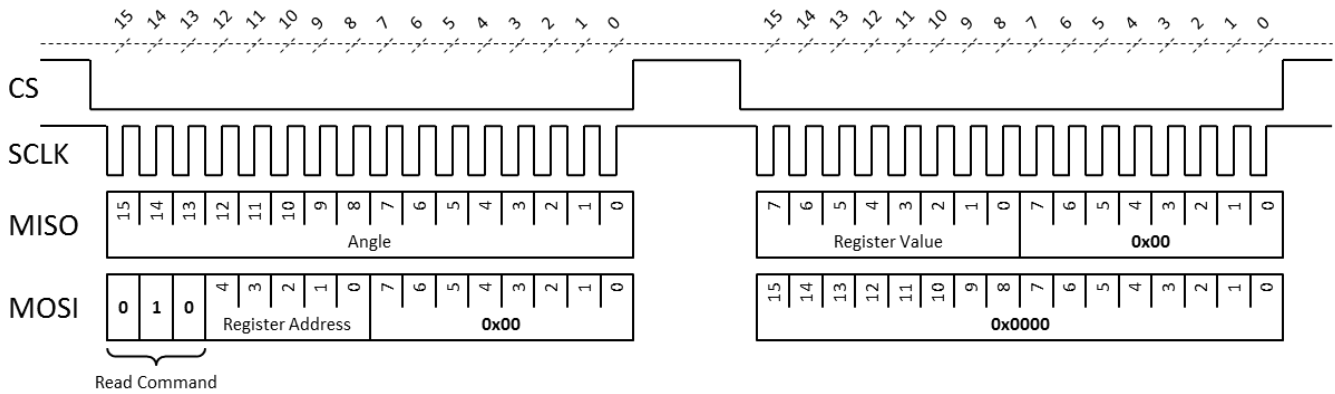 15 14 13 12 11 10 9 8 7 6 5 4 3 2 1 0 15 14 13 12 11 10 9 8 7 6 5 4 3 2 1 0
CS
SCLK
MISO 15 14 13 12 11 10 9 8 7 6 5 4 3 2 1 0 7 6 5 4 3 2 1 0 7 6 5 4 3 2 1 0
Angle Register Value 0x00
MOSI 0 1 0 4 3 2 1 0 7 6 5 4 3 2 1 0 15 14 13 12 11 10 9 8 7 6 5 4 3 2 1 0
Register Address 0x00 0x0000
Read Command